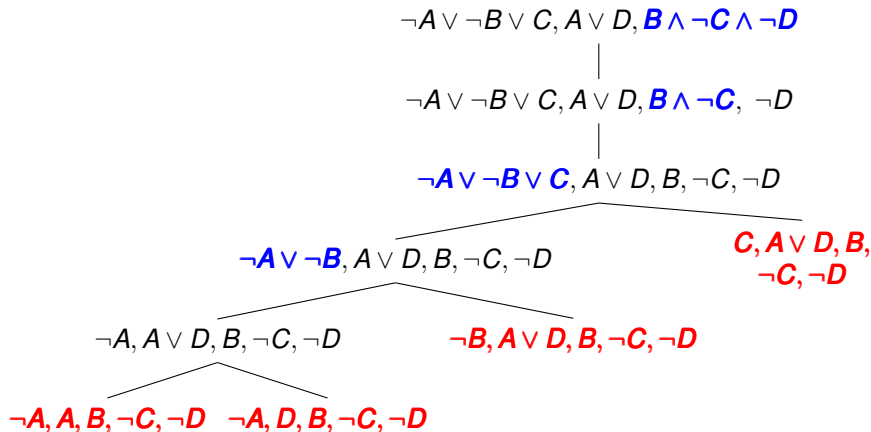 ¬A ∨ ¬B ∨ C, A ∨ D, B ∧ ¬C ∧ ¬D
¬A ∨ ¬B ∨ C, A ∨ D, B ∧ ¬C, ¬D
¬A ∨ ¬B ∨ C, A ∨ D, B, ¬C, ¬D
¬A ∨ ¬B, A ∨ D, B, ¬C, ¬D
C, A ∨ D, B,
¬C, ¬D
¬A, A ∨ D, B, ¬C, ¬D
¬B, A ∨ D, B, ¬C, ¬D
¬A, A, B, ¬C, ¬D
¬A, D, B, ¬C, ¬D